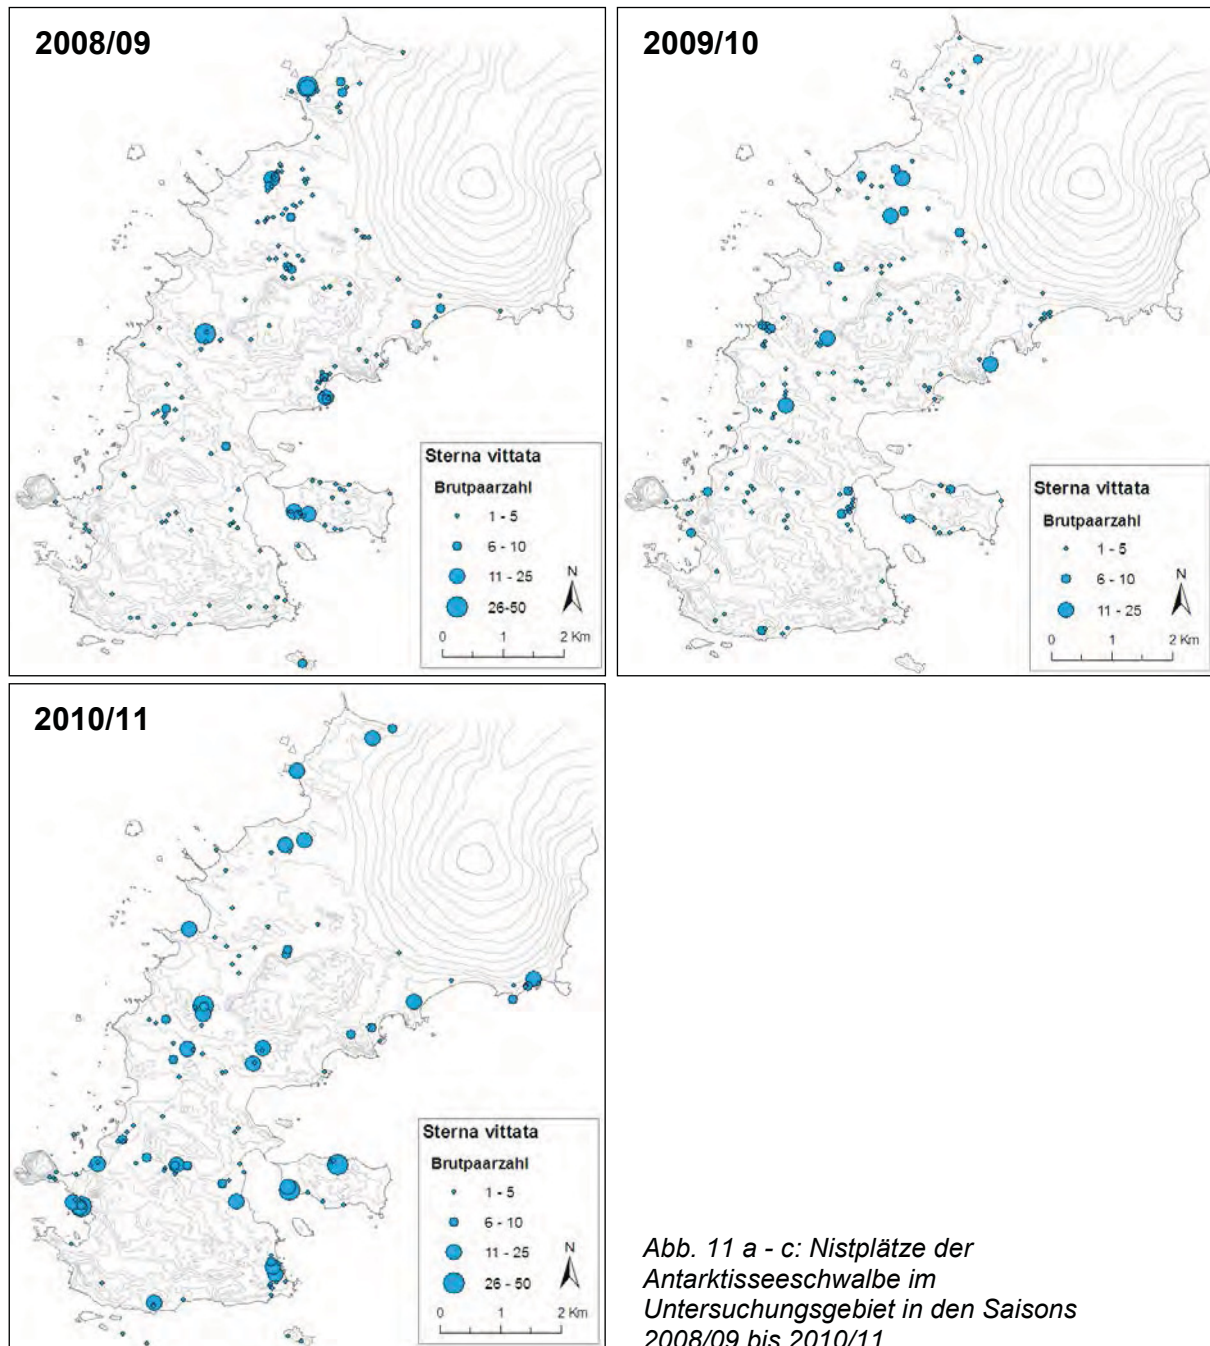 2008/09
Sterna vittata
Brutpaarzahl
1 - 5
6 - 10
11 - 25
26-50
N
0 1 2 Km
2009/10
Sterna vittata
Brutpaarzahl
1 - 5
6 - 10
11 - 25
N
0 1 2 Km
2010/11
Sterna vittata
Brutpaarzahl
1 - 5
6 - 10
11 - 25
26 - 50
N
0 1 2 Km
Abb. 11 a - c: Nistplätze der
Antarktisseeschwalbe im
Untersuchungsgebiet in den Saisons
2008/09 bis 2010/11